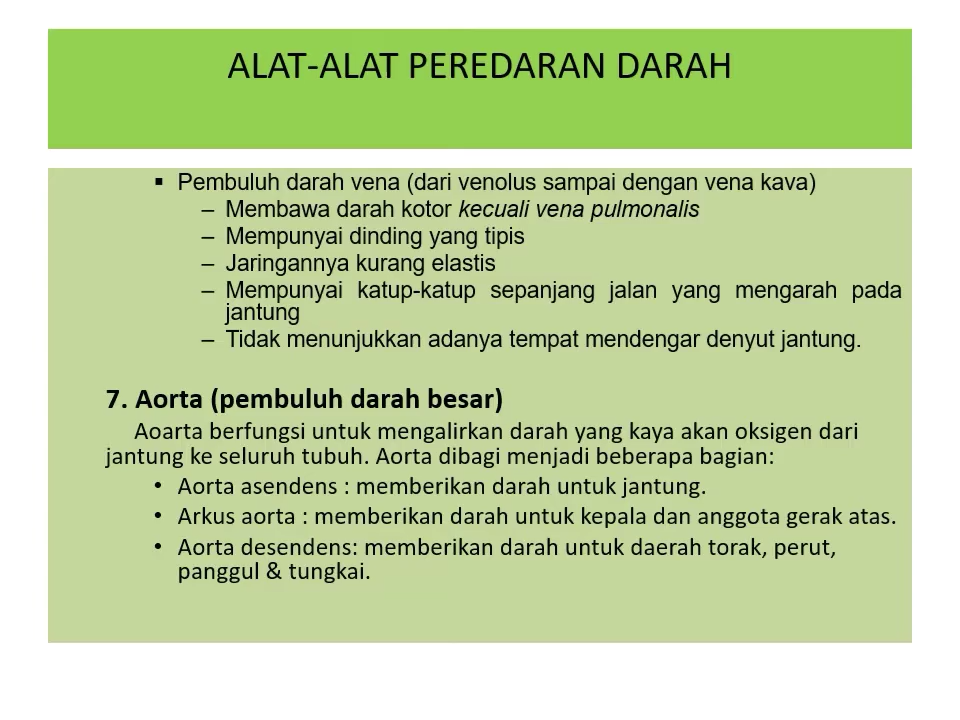 ALAT-ALAT PEREDARAN DARAH
▪ Pembuluh darah vena (dari venolus sampai dengan vena kava)
– Membawa darah kotor kecuali vena pulmonalis
– Mempunyai dinding yang tipis
– Jaringannya kurang elastis
– Mempunyai katup-katup sepanjang jalan yang mengarah pada
jantung
– Tidak menunjukkan adanya tempat mendengar denyut jantung.
7. Aorta (pembuluh darah besar)
Aoarta berfungsi untuk mengalirkan darah yang kaya akan oksigen dari
jantung ke seluruh tubuh. Aorta dibagi menjadi beberapa bagian:
• Aorta asendens : memberikan darah untuk jantung.
• Arkus aorta : memberikan darah untuk kepala dan anggota gerak atas.
• Aorta desendens: memberikan darah untuk daerah torak, perut,
panggul & tungkai.